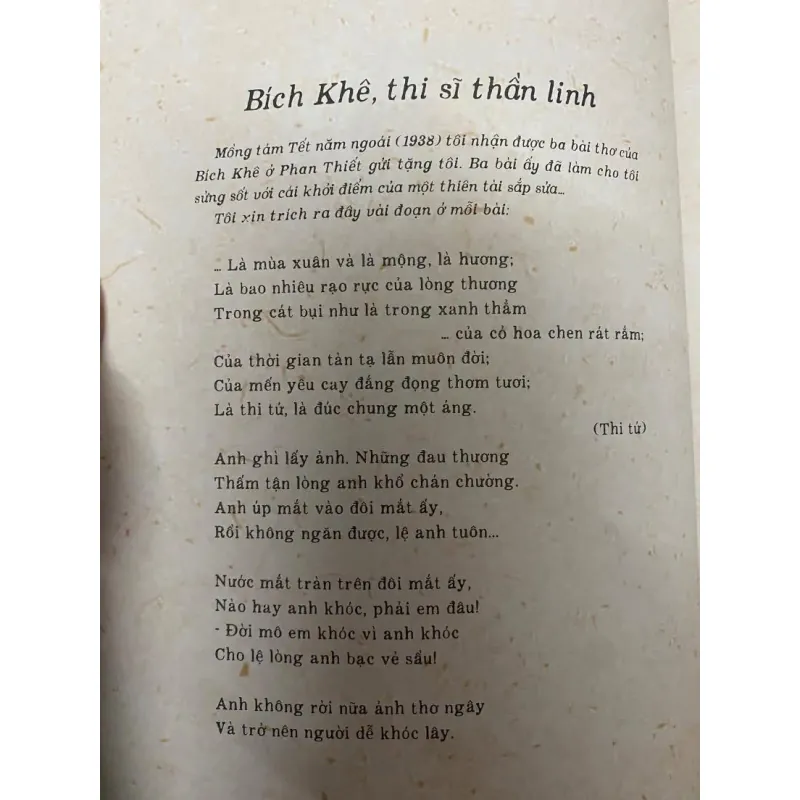 Bích Khê, thi sĩ thần linh
Mồng tám Tết năm ngoái (1938) tôi nhận được ba bài thơ của
Bích Khê ở Phan Thiết gửi tặng tôi. Ba bài ấy đã làm cho tôi
sửng sốt với cái khởi điểm của một thiên tài sắp sửa...
Tôi xin trích ra đây vài đoạn ở mỗi bài:
... Là mùa xuân và là mộng, là hương;
Là bao nhiêu rạo rực của lòng thương
Trong cát bụi như là trong xanh thẳm
... của cỏ hoa chen rát rắm;
Của thời gian tản tạ lẫn muôn đời;
Của mến yêu cay đắng đọng thơm tươi;
Là thi tứ, là đúc chung một áng.
(Thi tứ)
Anh ghì lấy ảnh. Những đau thương
Thấm tận lòng anh khổ chán chường.
Anh úp mắt vào đôi mắt ấy,
Rồi không ngăn được, lệ anh tuôn...
Nước mắt tràn trên đôi mắt ấy,
Nào hay anh khóc, phải em đâu!
- Đời mô em khóc vì anh khóc
Cho lệ lòng anh bạc vẻ sầu!
Anh không rời nữa ảnh thơ ngây
Và trở nên người dễ khóc lây.